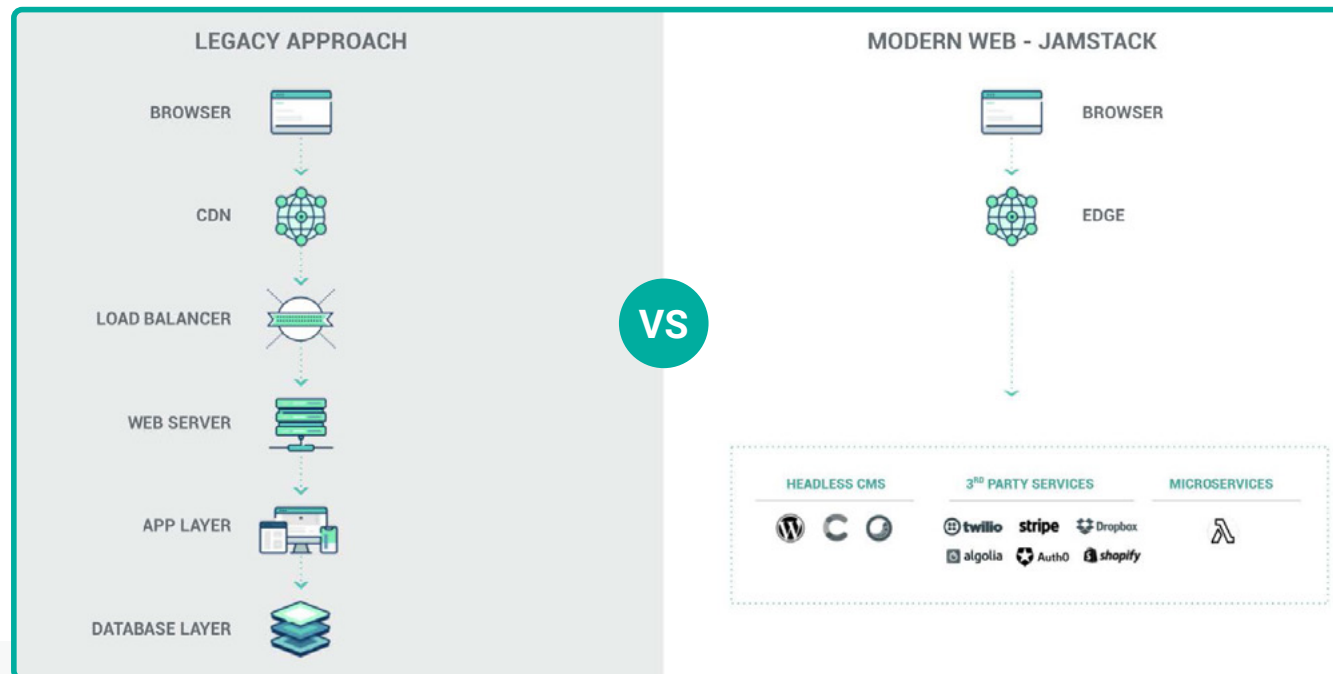 LEGACY APPROACH
BROWSER
CDN
LOAD BALANCER
WEB SERVER
APP LAYER
DATABASE LAYER
VS
MODERN WEB - JAMSTACK
BROWSER
EDGE
HEADLESS CMS
3RD PARTY SERVICES
MICROSERVICES
twilio stripe Dropbox
algolia Auth0 shopify